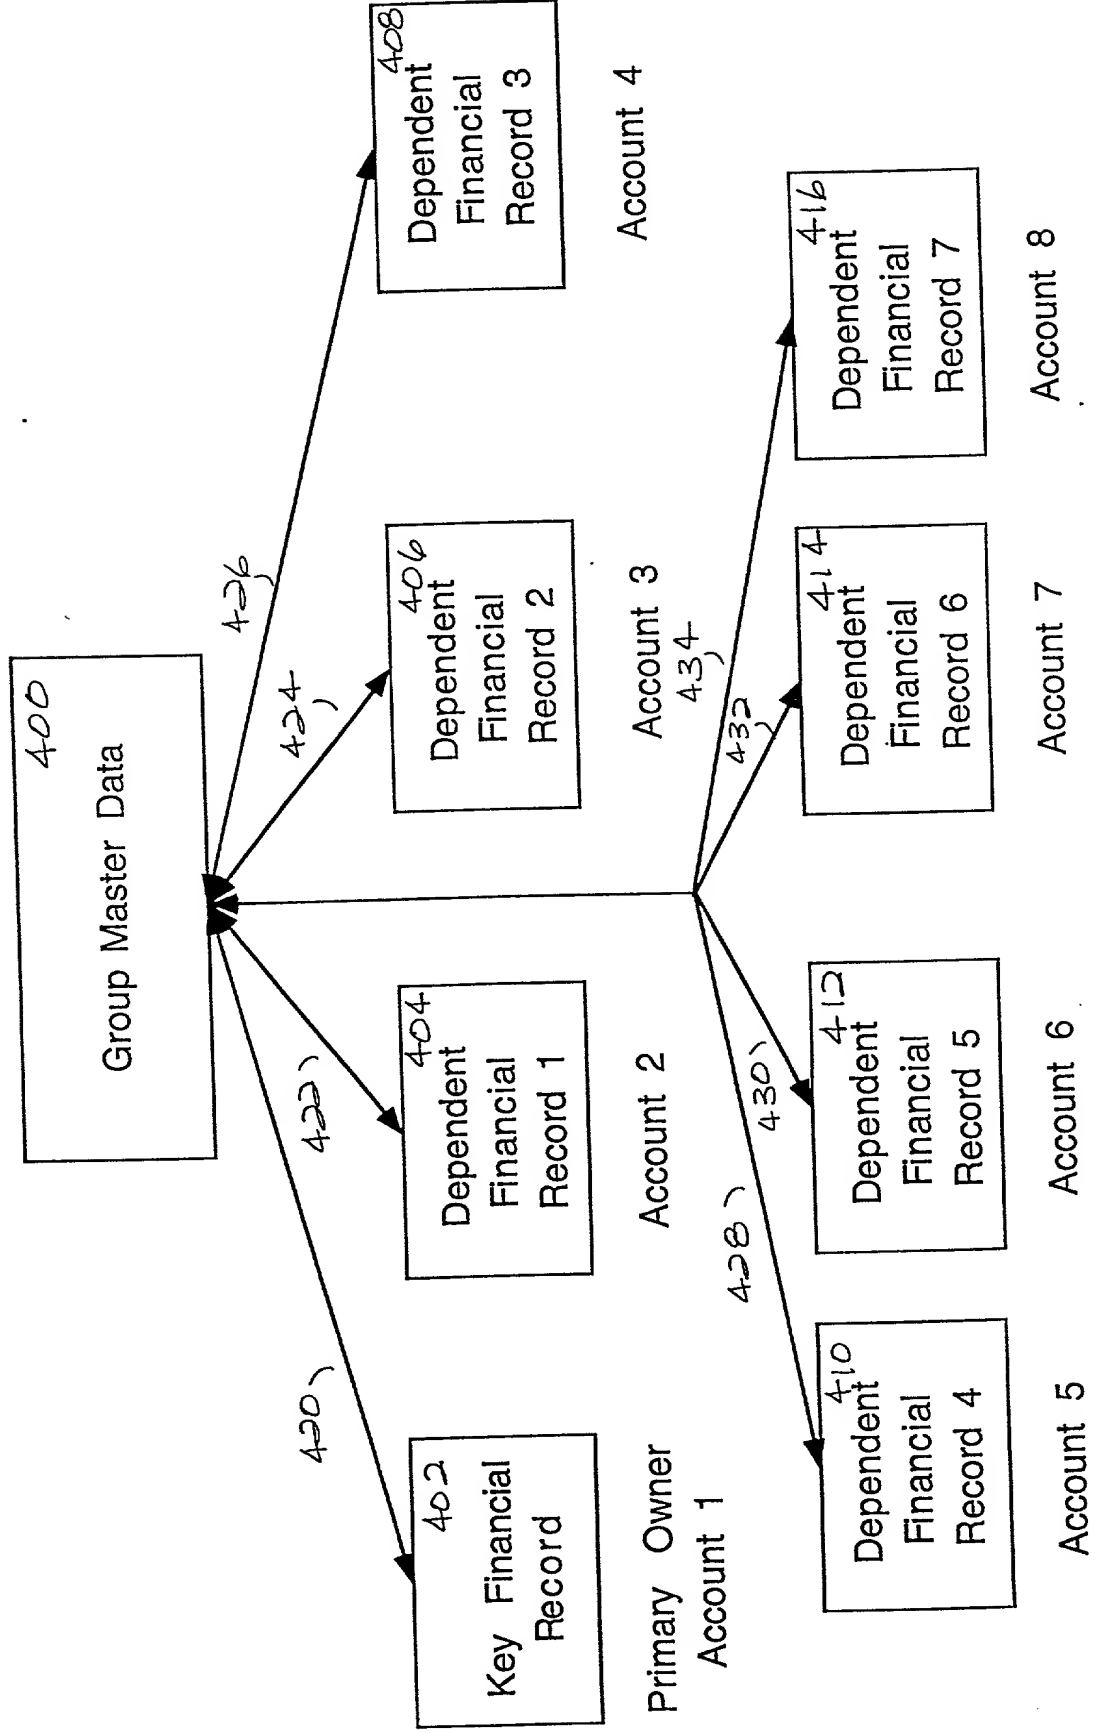 400
Group Master Data
420
422
424
426
402
Key Financial
Record
Primary Owner
Account 1
404
Dependent
Financial
Record 1
Account 2
406
Dependent
Financial
Record 2
Account 3
408
Dependent
Financial
Record 3
Account 4
428
430
432
434
410
Dependent
Financial
Record 4
Account 5
412
Dependent
Financial
Record 5
Account 6
414
Dependent
Financial
Record 6
Account 7
416
Dependent
Financial
Record 7
Account 8